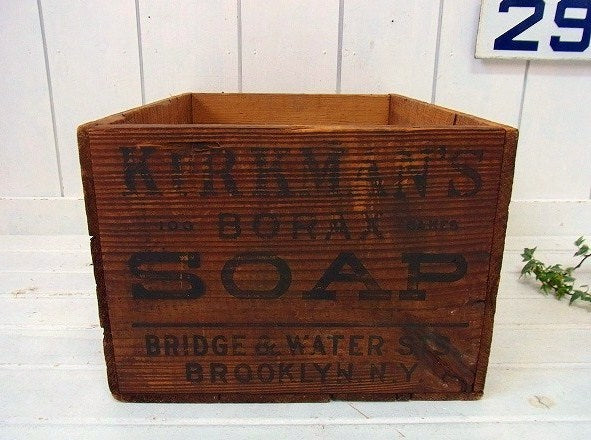 29
KIRKMAN'S
100 BORAX CAKES
SOAP
BRIDGE & WATER STS.
BROOKLYN N.Y.